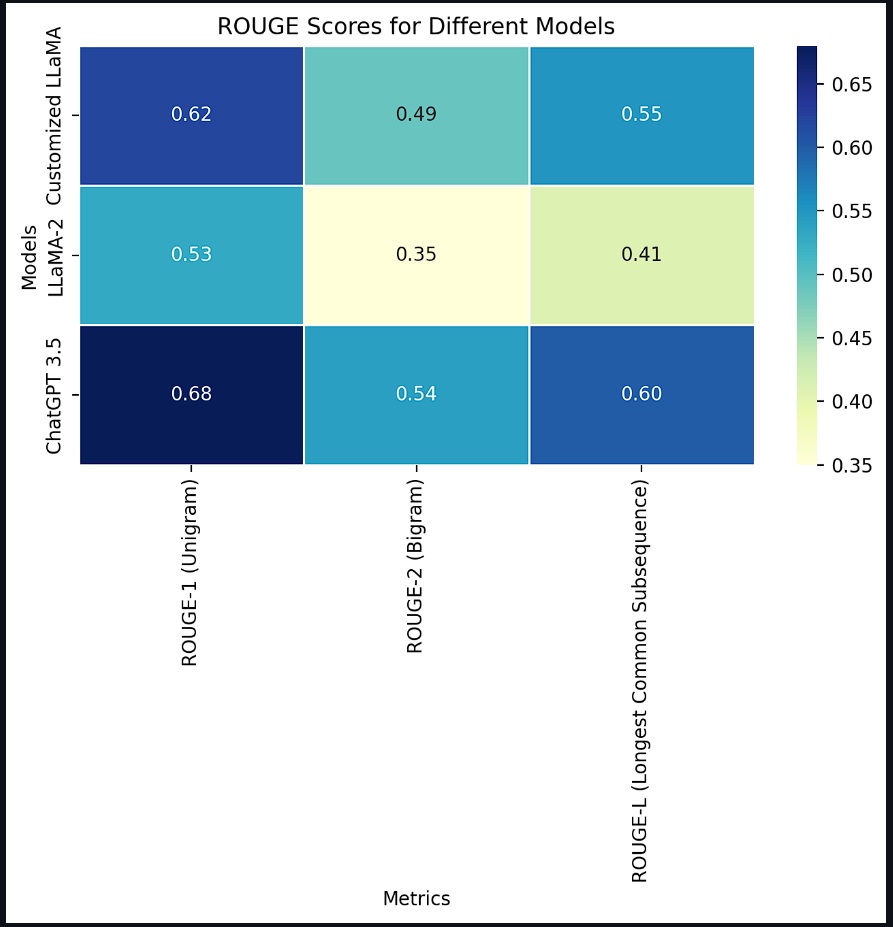 ROUGE Scores for Different Models
Models
Customized LLaMA
0.62
0.49
0.55
LLaMA-2
0.53
0.35
0.41
ChatGPT 3.5
0.68
0.54
0.60
ROUGE-1 (Unigram)
ROUGE-2 (Bigram)
ROUGE-L (Longest Common Subsequence)
Metrics
0.65
0.60
0.55
0.50
0.45
0.40
0.35